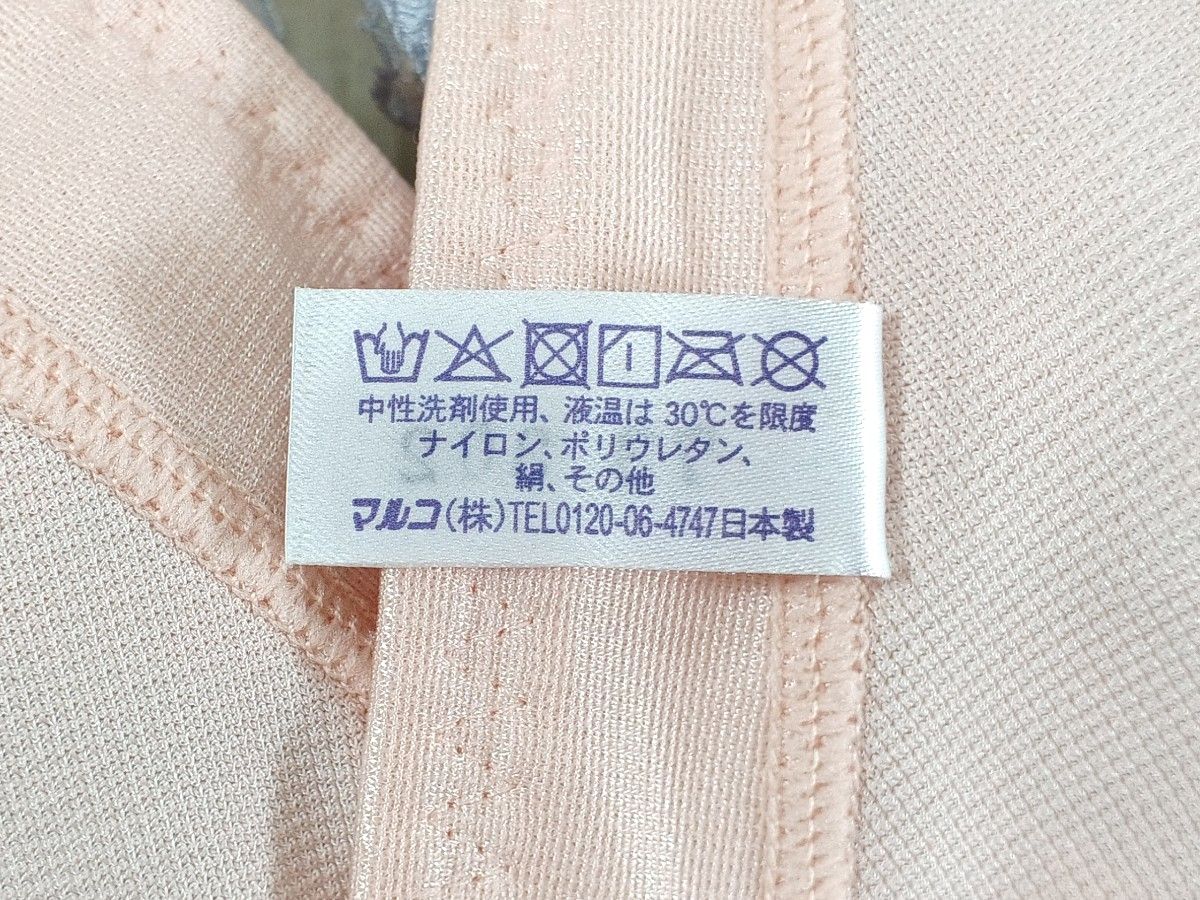 中性洗剤使用、液温は30℃を限度
ナイロン、ポリウレタン、
絹、その他
マルコ(株)TEL0120-06-4747日本製